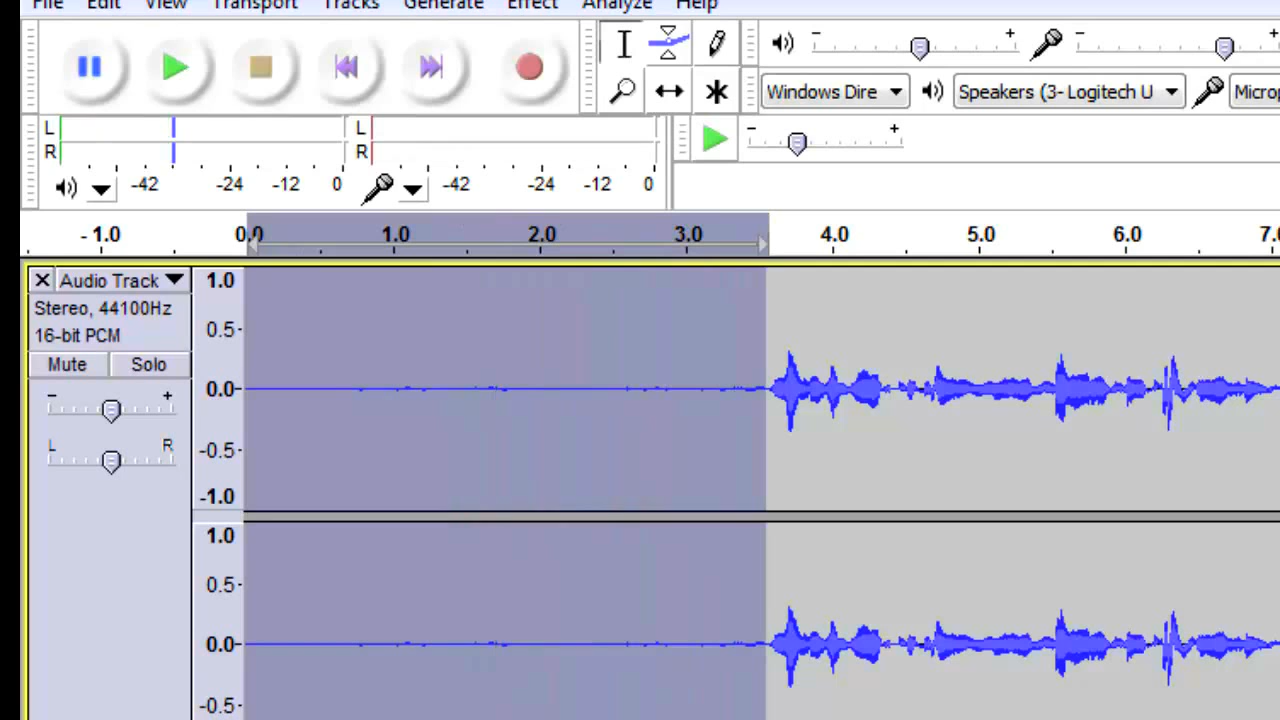 File Edit View Transport Tracks Generate Effect Analyze Help
- + - +
Windows Dire Speakers (3- Logitech U Microp
L L
R R
- +
-42 -24 -12 0 -42 -24 -12 0
-1.0 0.0 1.0 2.0 3.0 4.0 5.0 6.0 7.0
X Audio Track 1.0
Stereo, 44100Hz
0.5
16-bit PCM
Mute Solo
- + 0.0
L R -0.5
-1.0
1.0
0.5
0.0
-0.5